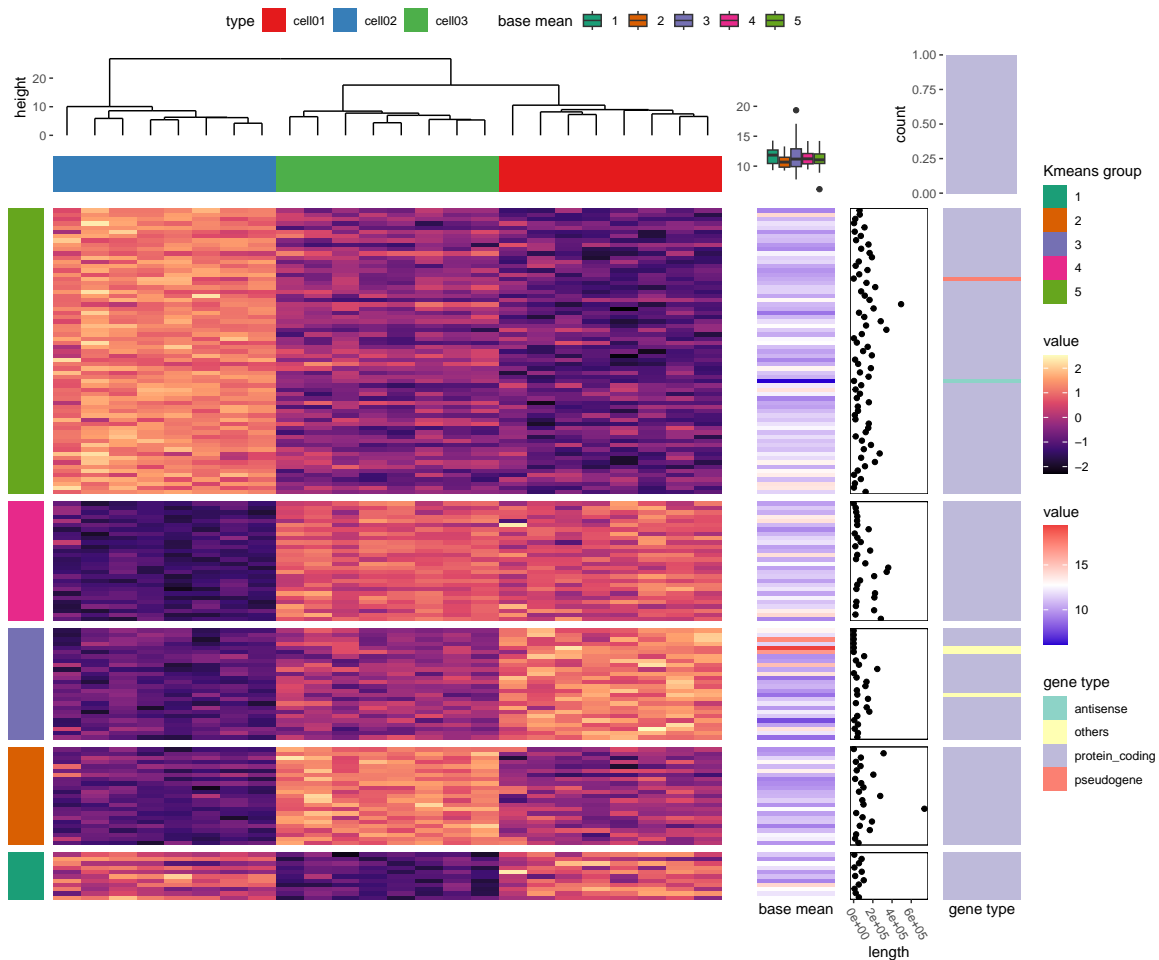 type cell01 cell02 cell03 base mean 1 2 3 4 5
height
20
10
0
20
15
10
count
1.00
0.75
0.50
0.25
0.00
Kmeans group
1
2
3
4
5
value
2
1
0
−1
−2
value
15
10
gene type
antisense
others
protein_coding
pseudogene
base mean
0e+00 2e+05 4e+05 6e+05
length
gene type